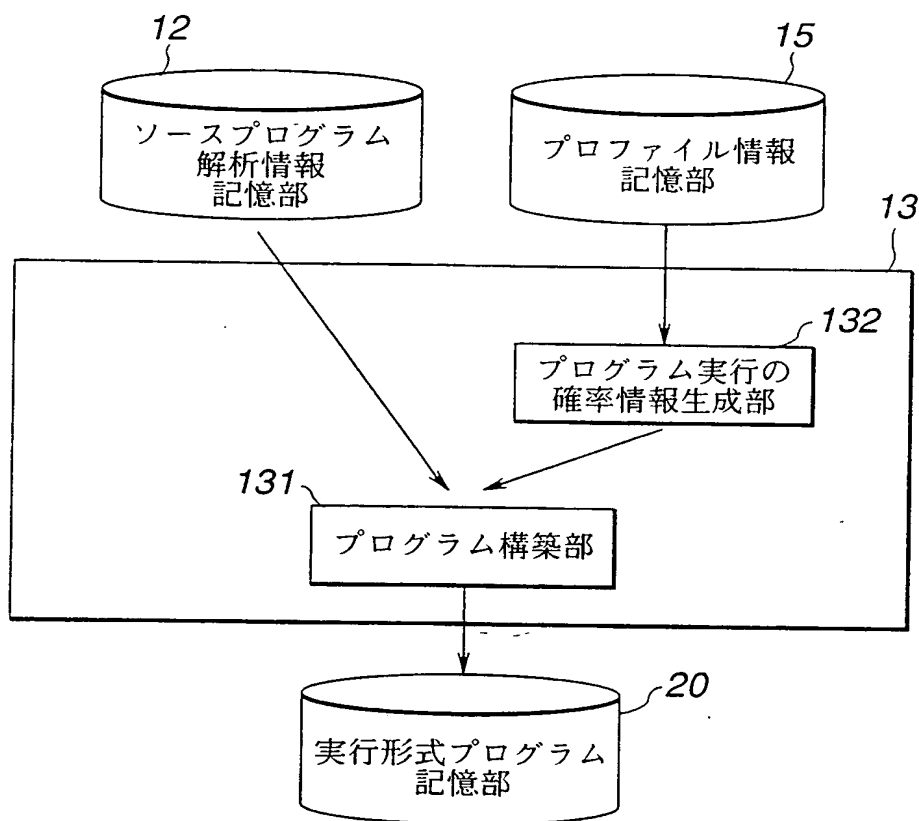 12
ソースプログラム
解析情報
記憶部
15
プロファイル情報
記憶部
13
132
プログラム実行の
確率情報生成部
131
プログラム構築部
20
実行形式プログラム
記憶部